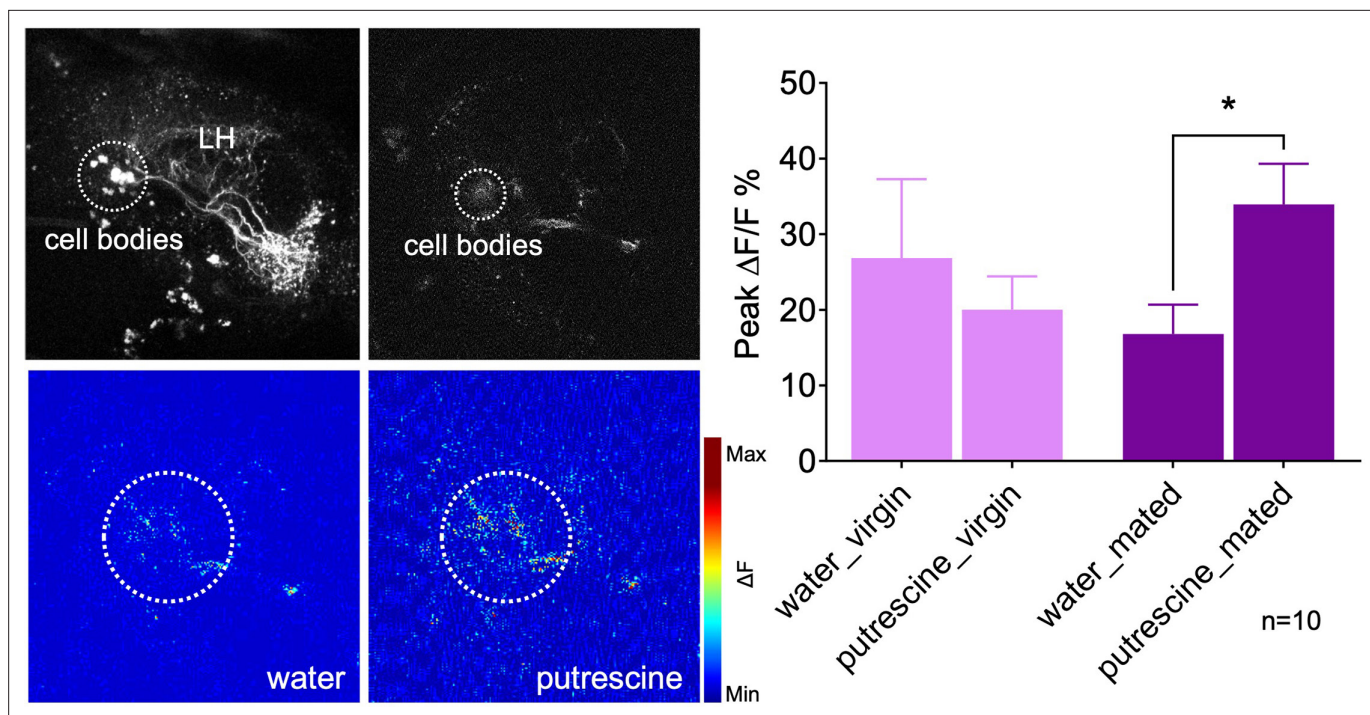 LH
cell bodies
cell bodies
water
putrescine
Max
ΔF
Min
Peak ΔF/F %
50
40
30
20
10
0
*
water_virgin
putrescine_virgin
water_mated
putrescine_mated
n=10